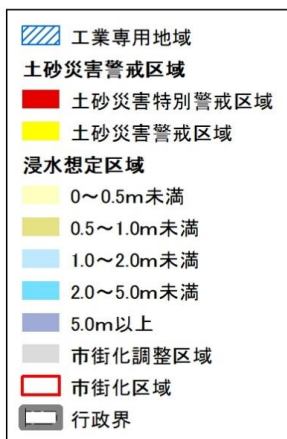 工業専用地域
土砂災害警戒区域
土砂災害特別警戒区域
土砂災害警戒区域
浸水想定区域
0～0.5m未満
0.5～1.0m未満
1.0～2.0m未満
2.0～5.0m未満
5.0m以上
市街化調整区域
市街化区域
行政界